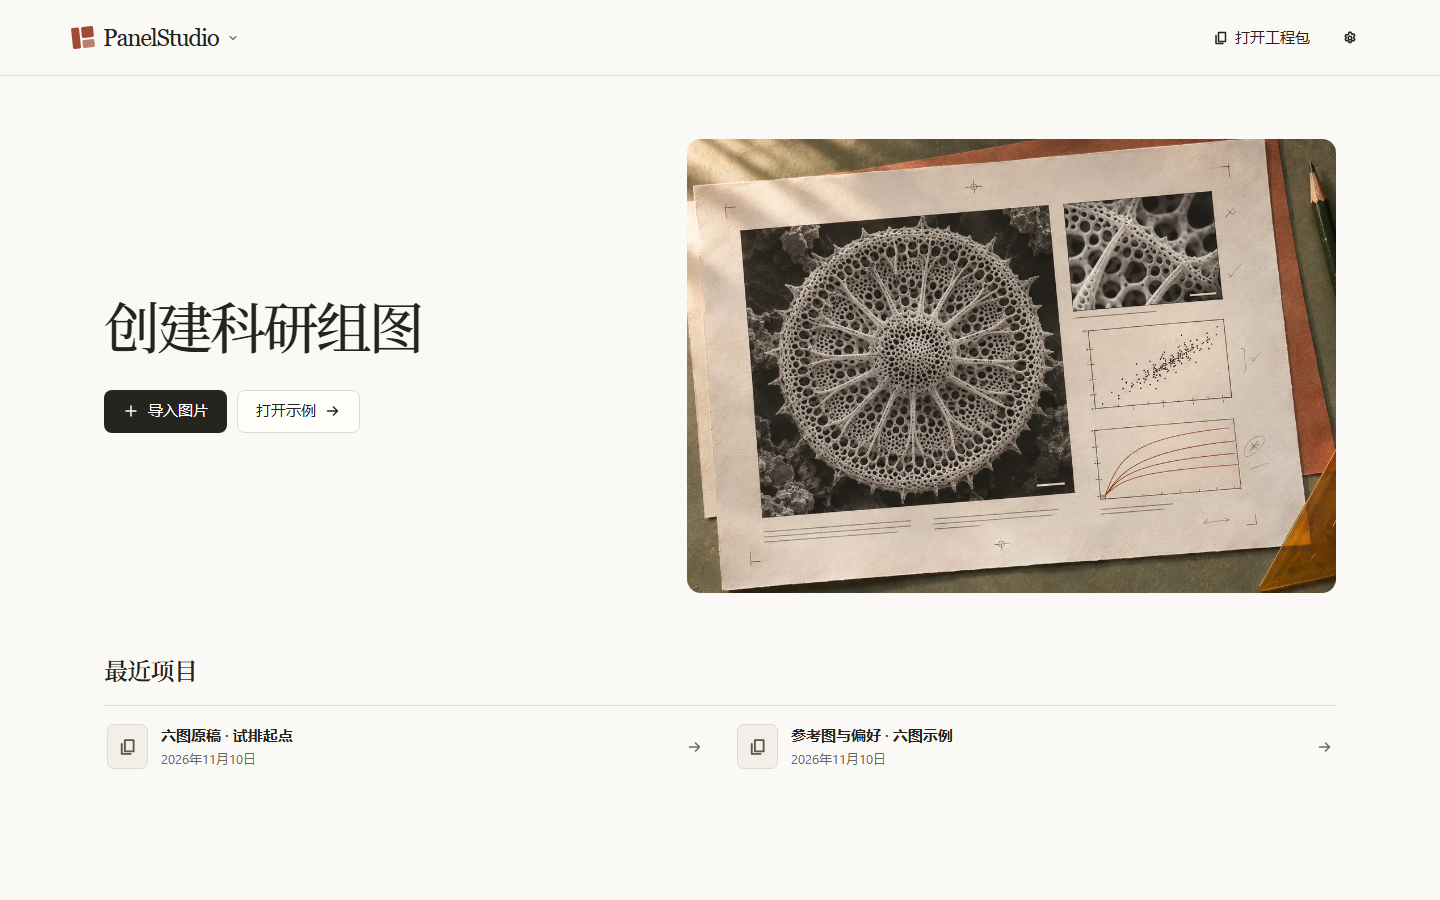 PanelStudio
打开工程包
创建科研组图
导入图片
打开示例
最近项目
六图原稿 · 试排起点
2026年11月10日
参考图与偏好 · 六图示例
2026年11月10日